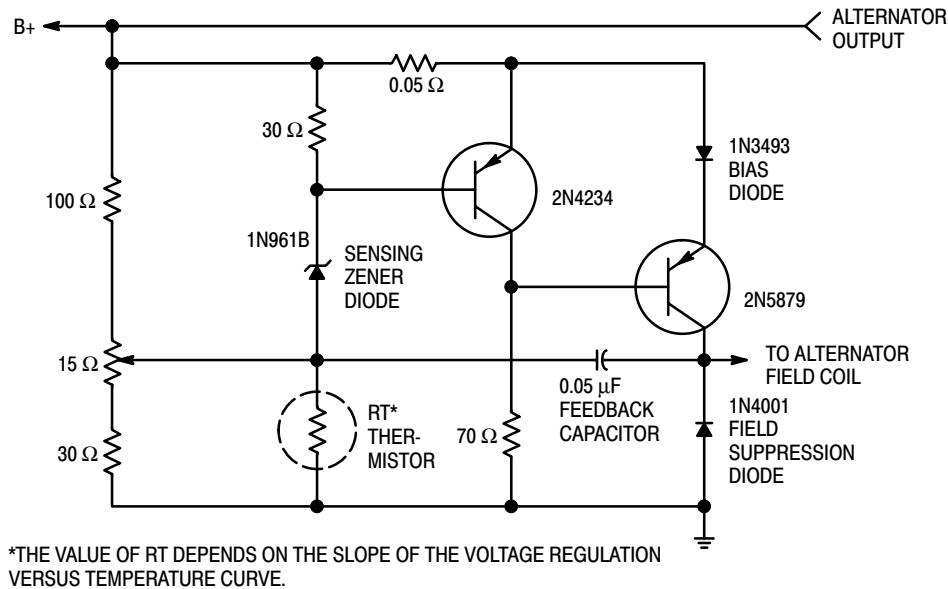 B+
ALTERNATOR
OUTPUT
0.05 Ω
30 Ω
1N3493
BIAS
DIODE
100 Ω
2N4234
1N961B
SENSING
ZENER
DIODE
2N5879
15 Ω
TO ALTERNATOR
FIELD COIL
0.05 μF
FEEDBACK
CAPACITOR
1N4001
FIELD
SUPPRESSION
DIODE
RT*
THER-
MISTOR
70 Ω
30 Ω
*THE VALUE OF RT DEPENDS ON THE SLOPE OF THE VOLTAGE REGULATION
VERSUS TEMPERATURE CURVE.